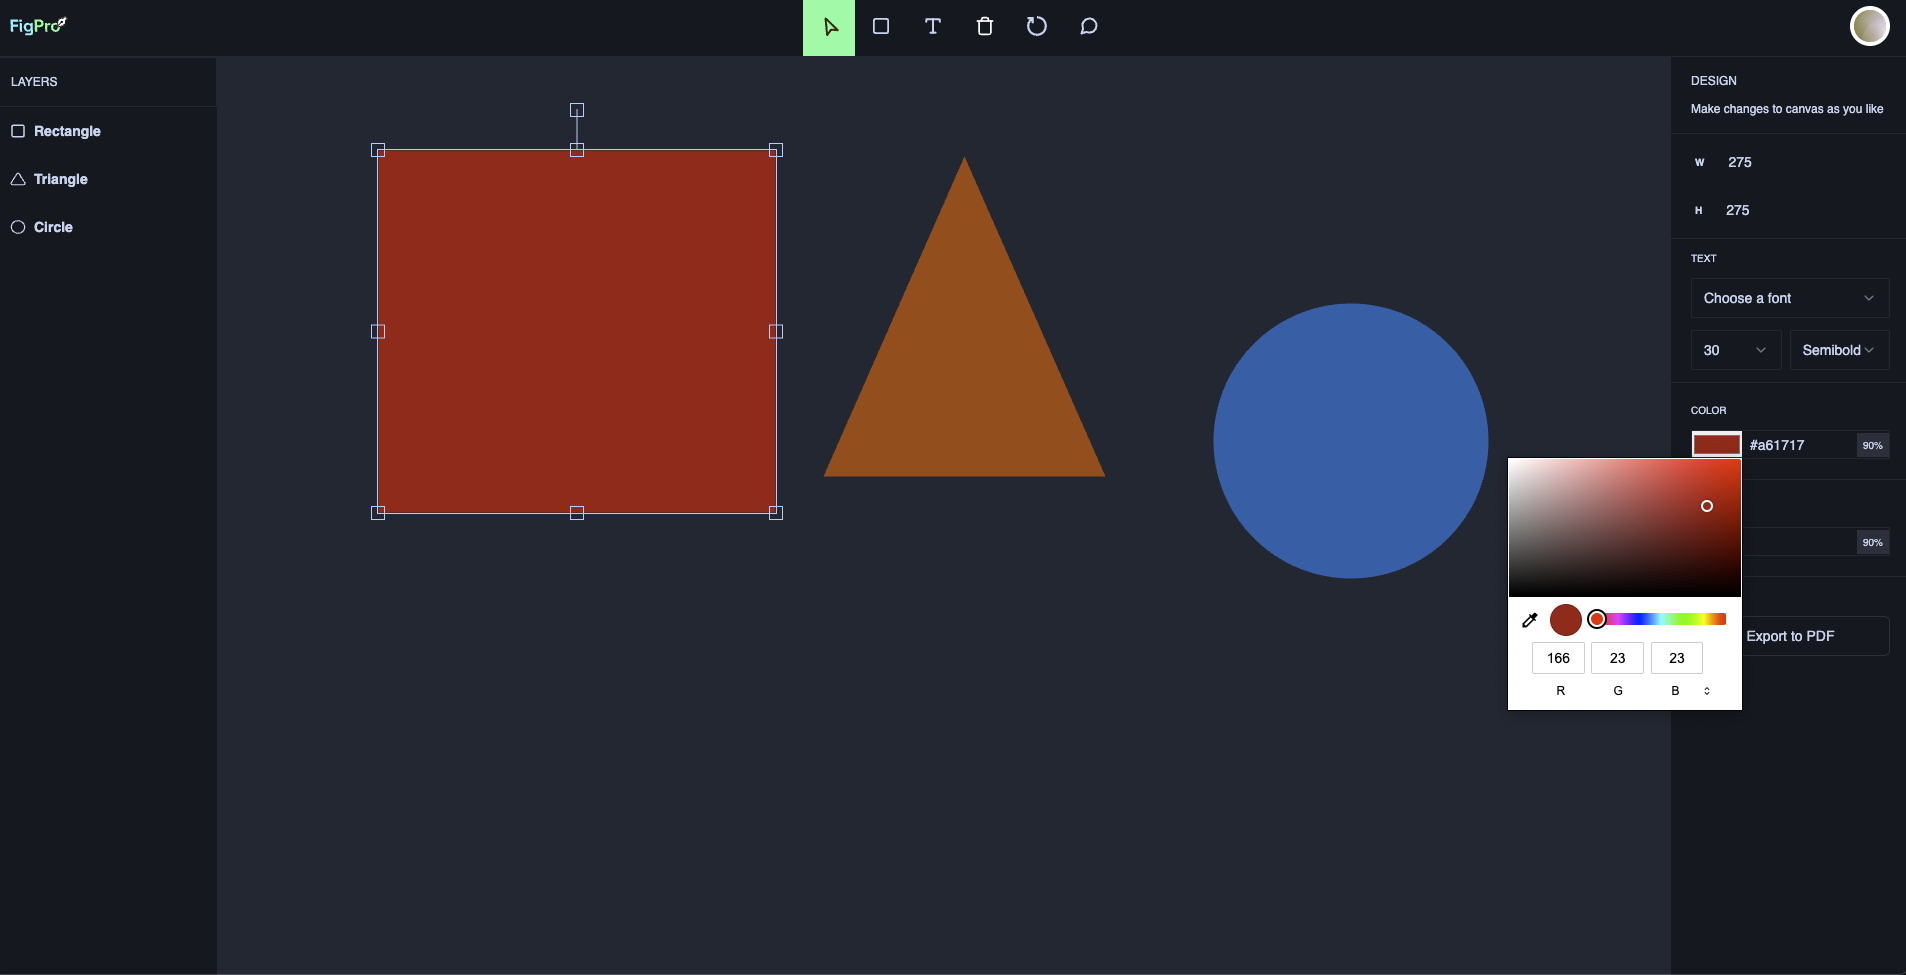 FigPro
LAYERS
Rectangle
Triangle
Circle
DESIGN
Make changes to canvas as you like
W 275
H 275
TEXT
Choose a font
30 Semibold
COLOR
#a61717 90%
90%
Export to PDF
166 23 23
R G B